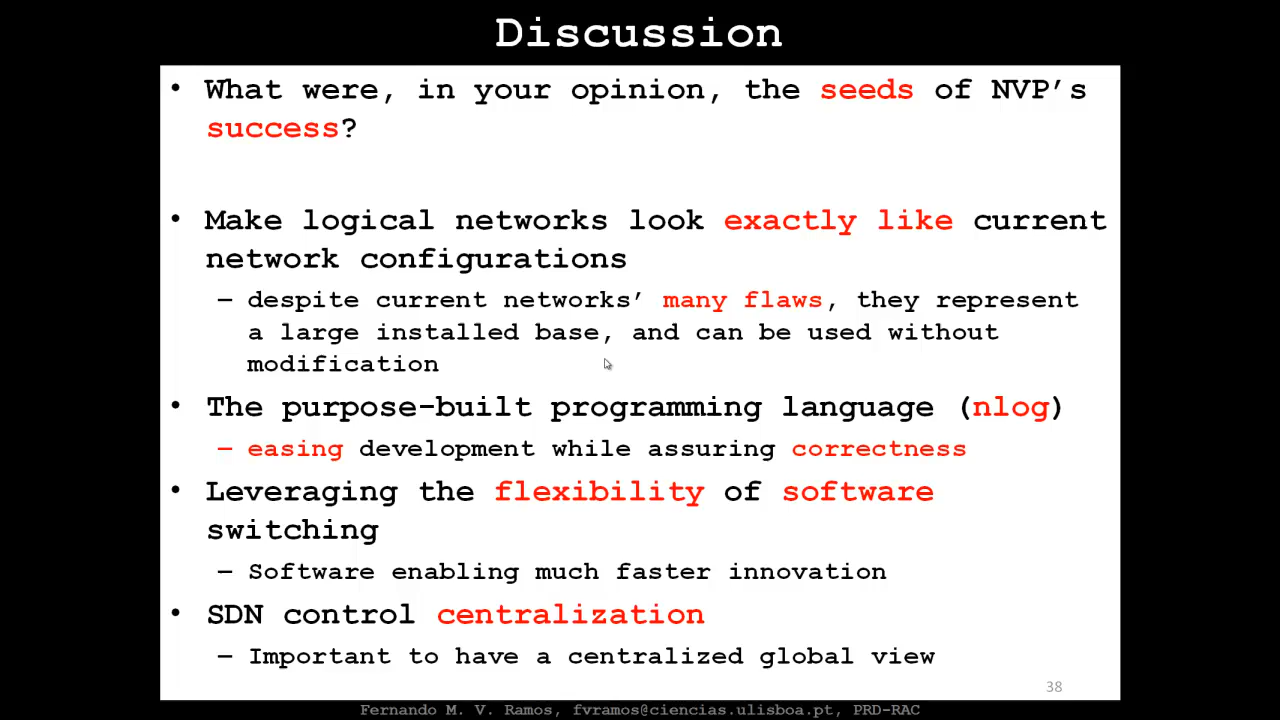 Discussion
• What were, in your opinion, the seeds of NVP’s
success?
• Make logical networks look exactly like current
network configurations
– despite current networks’ many flaws, they represent
a large installed base, and can be used without
modification
• The purpose-built programming language (nlog)
– easing development while assuring correctness
• Leveraging the flexibility of software
switching
– Software enabling much faster innovation
• SDN control centralization
– Important to have a centralized global view
38
Fernando M. V. Ramos, fvramos@ciencias.ulisboa.pt, PRD-RAC